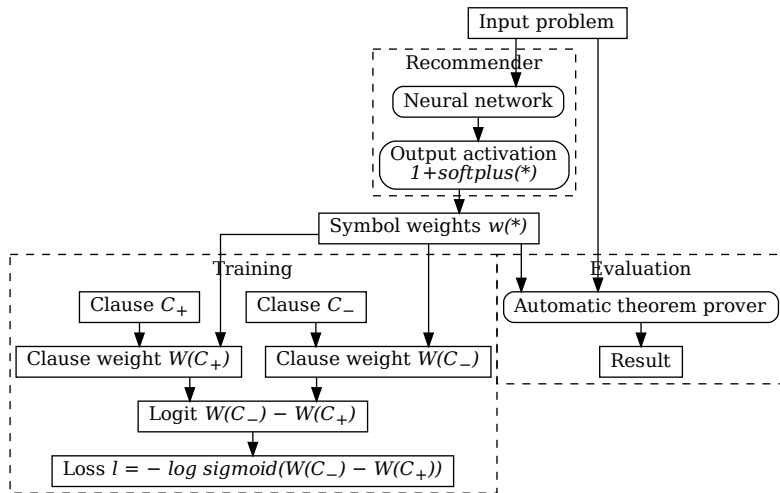 Input problem
Recommender
Neural network
Output activation
1+softplus(*)
Symbol weights w(*)
Training
Evaluation
Clause C₊
Clause C₋
Automatic theorem prover
Clause weight W(C₊)
Clause weight W(C₋)
Result
Logit W(C₋) − W(C₊)
Loss l = − log sigmoid(W(C₋) − W(C₊))